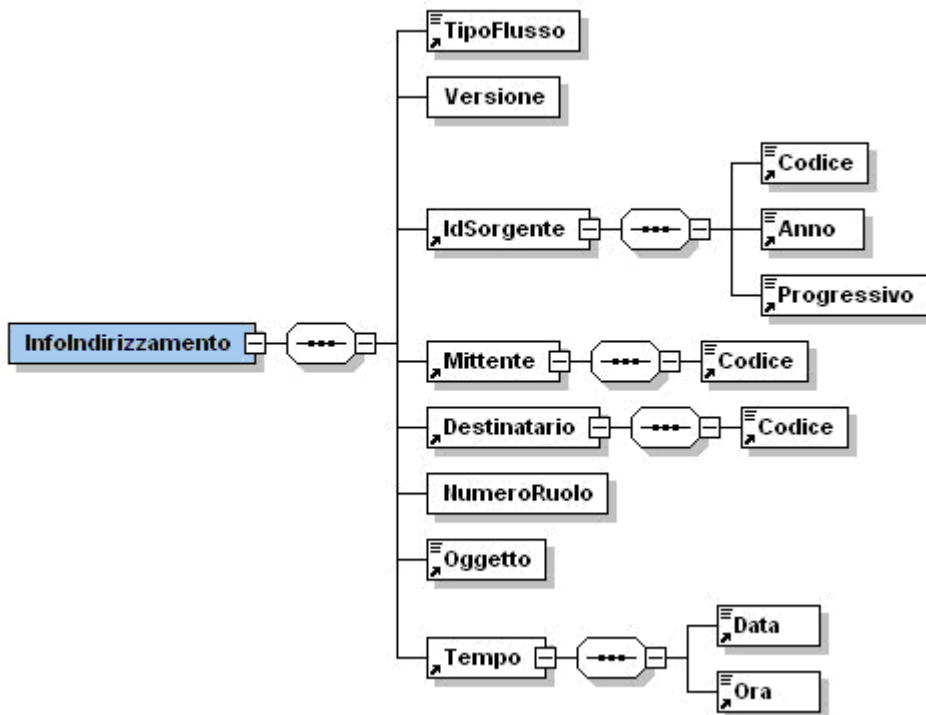 TipoFlusso
Versione
IdSorgente
Codice
Anno
Progressivo
InfoIndirizzamento
Mittente
Codice
Destinatario
Codice
NumeroRuolo
Oggetto
Tempo
Data
Ora